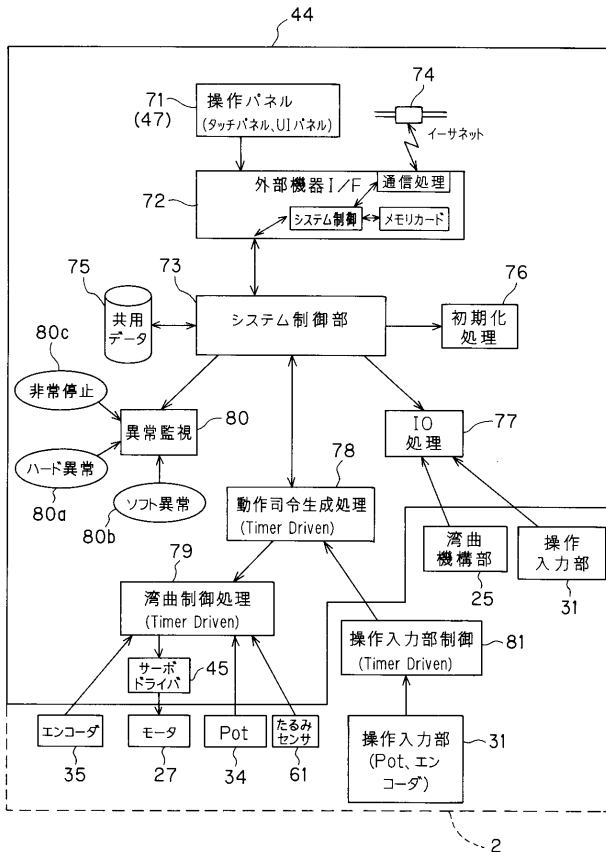 44
71
(47)
操作パネル
(タッチパネル、UIパネル)
74
イーサネット
72
外部機器I/F
通信処理
システム制御
メモリカード
75
共用
データ
73
システム制御部
76
初期化
処理
80c
非常停止
異常監視
80
ハード異常
80a
ソフト異常
80b
IO
処理
77
78
動作司令生成処理
(Timer Driven)
湾曲
機構部
25
操作
入力部
31
79
湾曲制御処理
(Timer Driven)
サーボ
ドライバ
45
操作入力部制御
(Timer Driven)
81
エンコーダ
35
モータ
27
Pot
34
たるみ
センサ
61
操作入力部
(Pot、エン
コーダ)
31
2